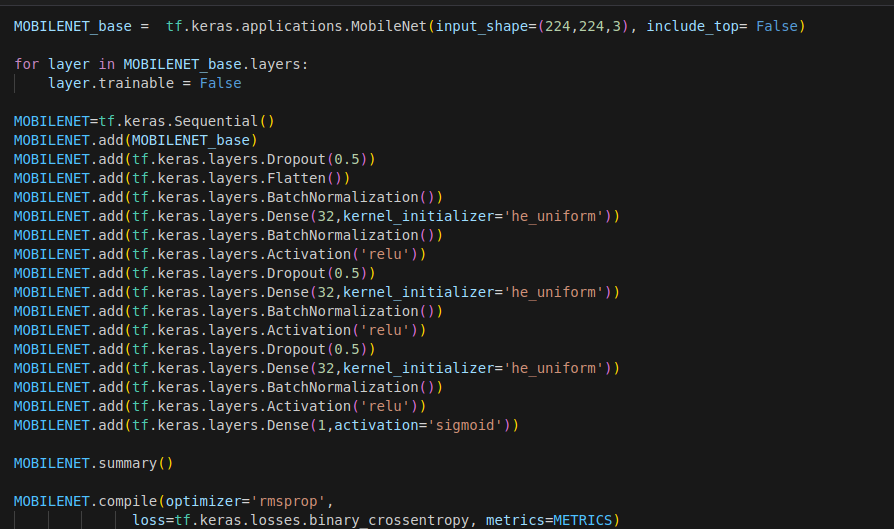 MOBILENET_base =  tf.keras.applications.MobileNet(input_shape=(224,224,3), include_top= False)
for layer in MOBILENET_base.layers:
    layer.trainable = False
MOBILENET=tf.keras.Sequential()
MOBILENET.add(MOBILENET_base)
MOBILENET.add(tf.keras.layers.Dropout(0.5))
MOBILENET.add(tf.keras.layers.Flatten())
MOBILENET.add(tf.keras.layers.BatchNormalization())
MOBILENET.add(tf.keras.layers.Dense(32,kernel_initializer='he_uniform'))
MOBILENET.add(tf.keras.layers.BatchNormalization())
MOBILENET.add(tf.keras.layers.Activation('relu'))
MOBILENET.add(tf.keras.layers.Dropout(0.5))
MOBILENET.add(tf.keras.layers.Dense(32,kernel_initializer='he_uniform'))
MOBILENET.add(tf.keras.layers.BatchNormalization())
MOBILENET.add(tf.keras.layers.Activation('relu'))
MOBILENET.add(tf.keras.layers.Dropout(0.5))
MOBILENET.add(tf.keras.layers.Dense(32,kernel_initializer='he_uniform'))
MOBILENET.add(tf.keras.layers.BatchNormalization())
MOBILENET.add(tf.keras.layers.Activation('relu'))
MOBILENET.add(tf.keras.layers.Dense(1,activation='sigmoid'))
MOBILENET.summary()
MOBILENET.compile(optimizer='rmsprop',
              loss=tf.keras.losses.binary_crossentropy, metrics=METRICS)